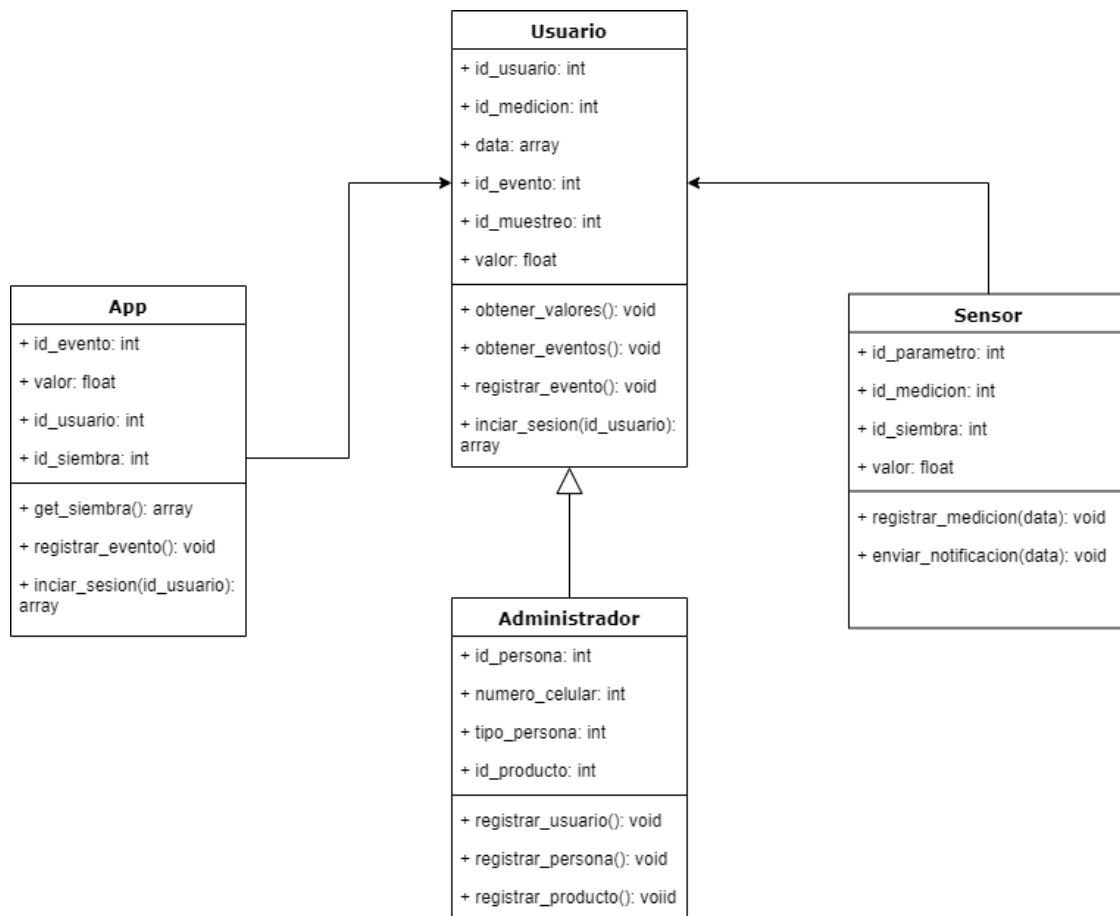 Usuario
+ id_usuario: int
+ id_medicion: int
+ data: array
+ id_evento: int
+ id_muestreo: int
+ valor: float
+ obtener_valores(): void
+ obtener_eventos(): void
+ registrar_evento(): void
+ inciar_sesion(id_usuario):
array
App
+ id_evento: int
+ valor: float
+ id_usuario: int
+ id_siembra: int
+ get_siembra(): array
+ registrar_evento(): void
+ inciar_sesion(id_usuario):
array
Sensor
+ id_parametro: int
+ id_medicion: int
+ id_siembra: int
+ valor: float
+ registrar_medicion(data): void
+ enviar_notificacion(data): void
Administrador
+ id_persona: int
+ numero_celular: int
+ tipo_persona: int
+ id_producto: int
+ registrar_usuario(): void
+ registrar_persona(): void
+ registrar_producto(): voiid